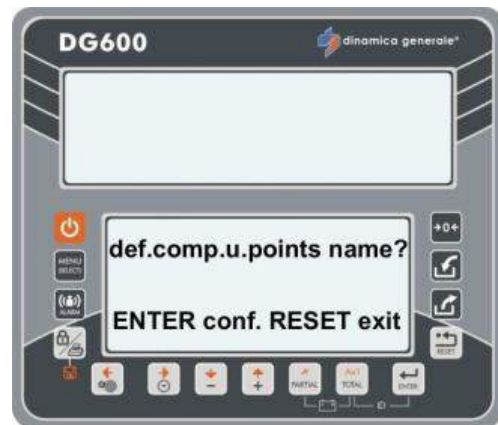 DG600
dinamica generale®
def.comp.u.points name?
ENTER conf. RESET exit
→0←
MENU
(SELECT)
ALARM
RESET
PARTIAL
TOTAL
ENTER
ID